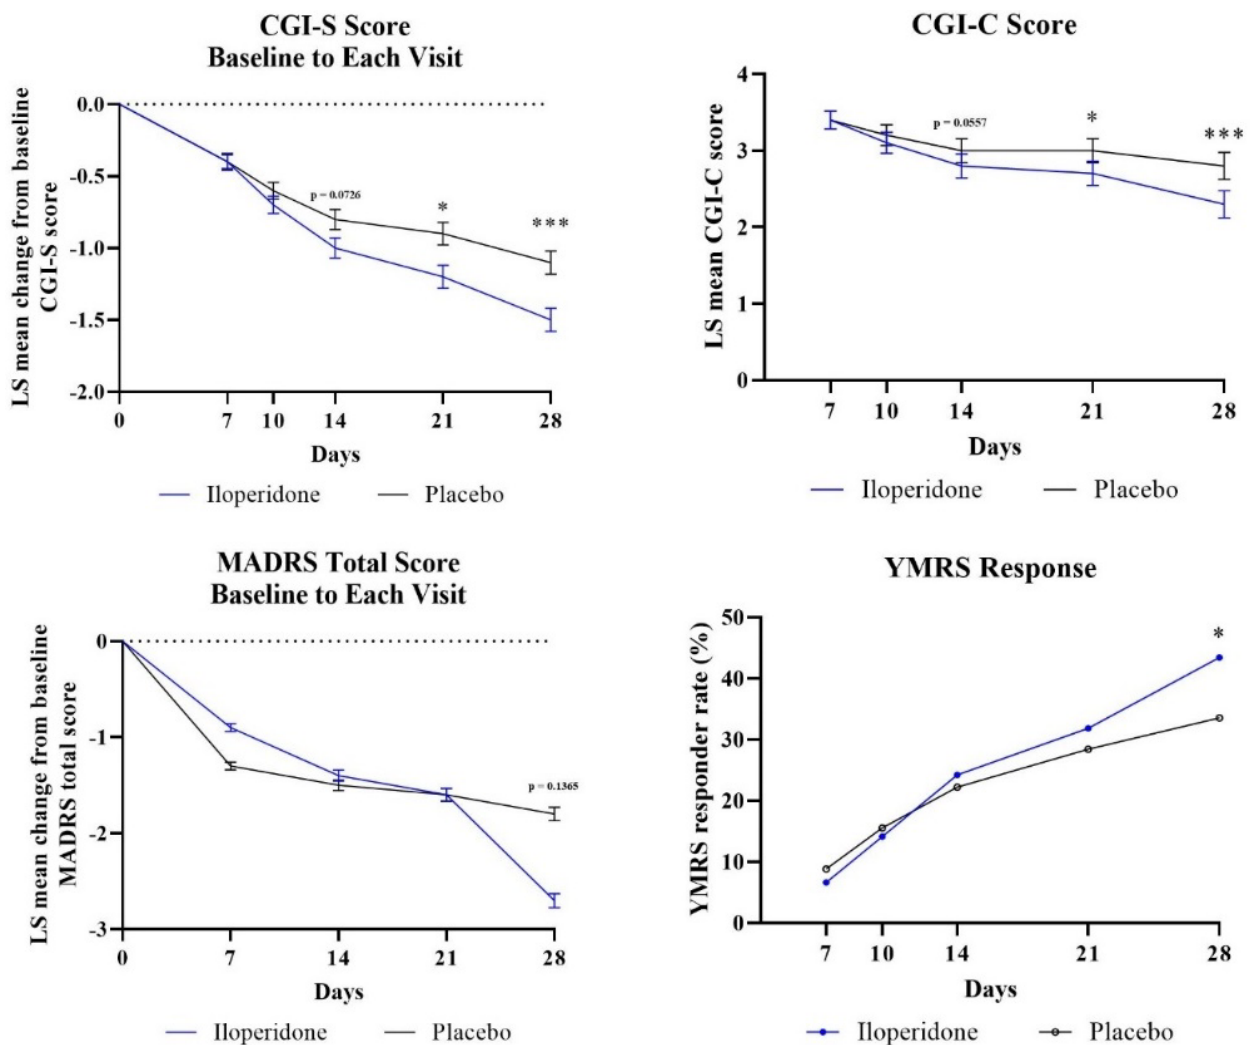 CGI-S Score
Baseline to Each Visit
LS mean change from baseline
CGI-S score
0.0
-0.5
-1.0
-1.5
-2.0
p = 0.0726
*
***
0 7 10 14 21 28
Days
Iloperidone Placebo
CGI-C Score
LS mean CGI-C score
4
3
2
1
0
p = 0.0557
*
***
7 10 14 21 28
Days
Iloperidone Placebo
MADRS Total Score
Baseline to Each Visit
LS mean change from baseline
MADRS total score
0
-1
-2
-3
p = 0.1365
0 7 14 21 28
Days
Iloperidone Placebo
YMRS Response
YMRS responder rate (%)
50
40
30
20
10
0
*
7 10 14 21 28
Days
Iloperidone Placebo